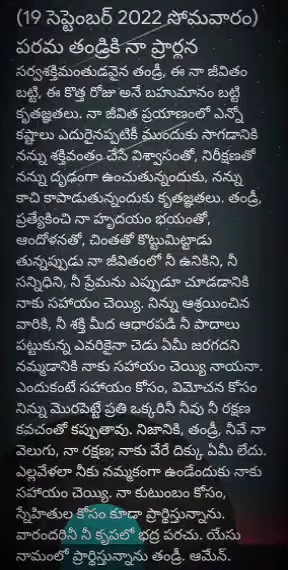 (19 సెప్టెంబర్ 2022 సోమవారం)
పరమ తండ్రికి నా ప్రార్థన
సర్వశక్తిమంతుడవైన తండ్రీ, ఈ నా జీవితం
బట్టి, ఈ కొత్త రోజు అనే బహుమానం బట్టి
కృతజ్ఞతలు. నా జీవిత ప్రయాణంలో ఎన్నో
కష్టాలు ఎదురైనప్పటికీ ముందుకు సాగడానికి
నన్ను శక్తివంతం చేసే విశ్వాసంతో, నిరీక్షణతో
నన్ను దృఢంగా ఉంచుతున్నందుకు, నన్ను
కాచి కాపాడుతున్నందుకు కృతజ్ఞతలు. తండ్రీ,
ప్రత్యేకించి నా హృదయం భయంతో,
ఆందోళనతో, చింతతో కొట్టుమిట్టాడు
తున్నప్పుడు నా జీవితంలో నీ ఉనికిని, నీ
సన్నిధిని, నీ ప్రేమను ఎప్పుడూ చూడడానికి
నాకు సహాయం చెయ్యి. నిన్ను ఆశ్రయించిన
వారికి, నీ శక్తి మీద ఆధారపడి నీ పాదాలు
పట్టుకున్న ఎవరికైనా చెడు ఏమీ జరగదని
నమ్మడానికి నాకు సహాయం చెయ్యి నాయనా.
ఎందుకంటే సహాయం కోసం, విమోచన కోసం
నిన్ను మొరపెట్టే ప్రతి ఒక్కరినీ నీవు నీ రక్షణ
కవచంతో కప్పుతావు. నిజానికి, తండ్రీ, నీవే నా
వెలుగు, నా రక్షణ; నాకు వేరే దిక్కు ఏమీ లేదు.
ఎల్లవేళలా నీకు నమ్మకంగా ఉండేందుకు నాకు
సహాయం చెయ్యి. నా కుటుంబం కోసం,
స్నేహితుల కోసం కూడా ప్రార్థిస్తున్నాను.
వారందరినీ నీ కృపలో భద్ర పరచు. యేసు
నామంలో ప్రార్థిస్తున్నాను తండ్రీ. ఆమేన్.